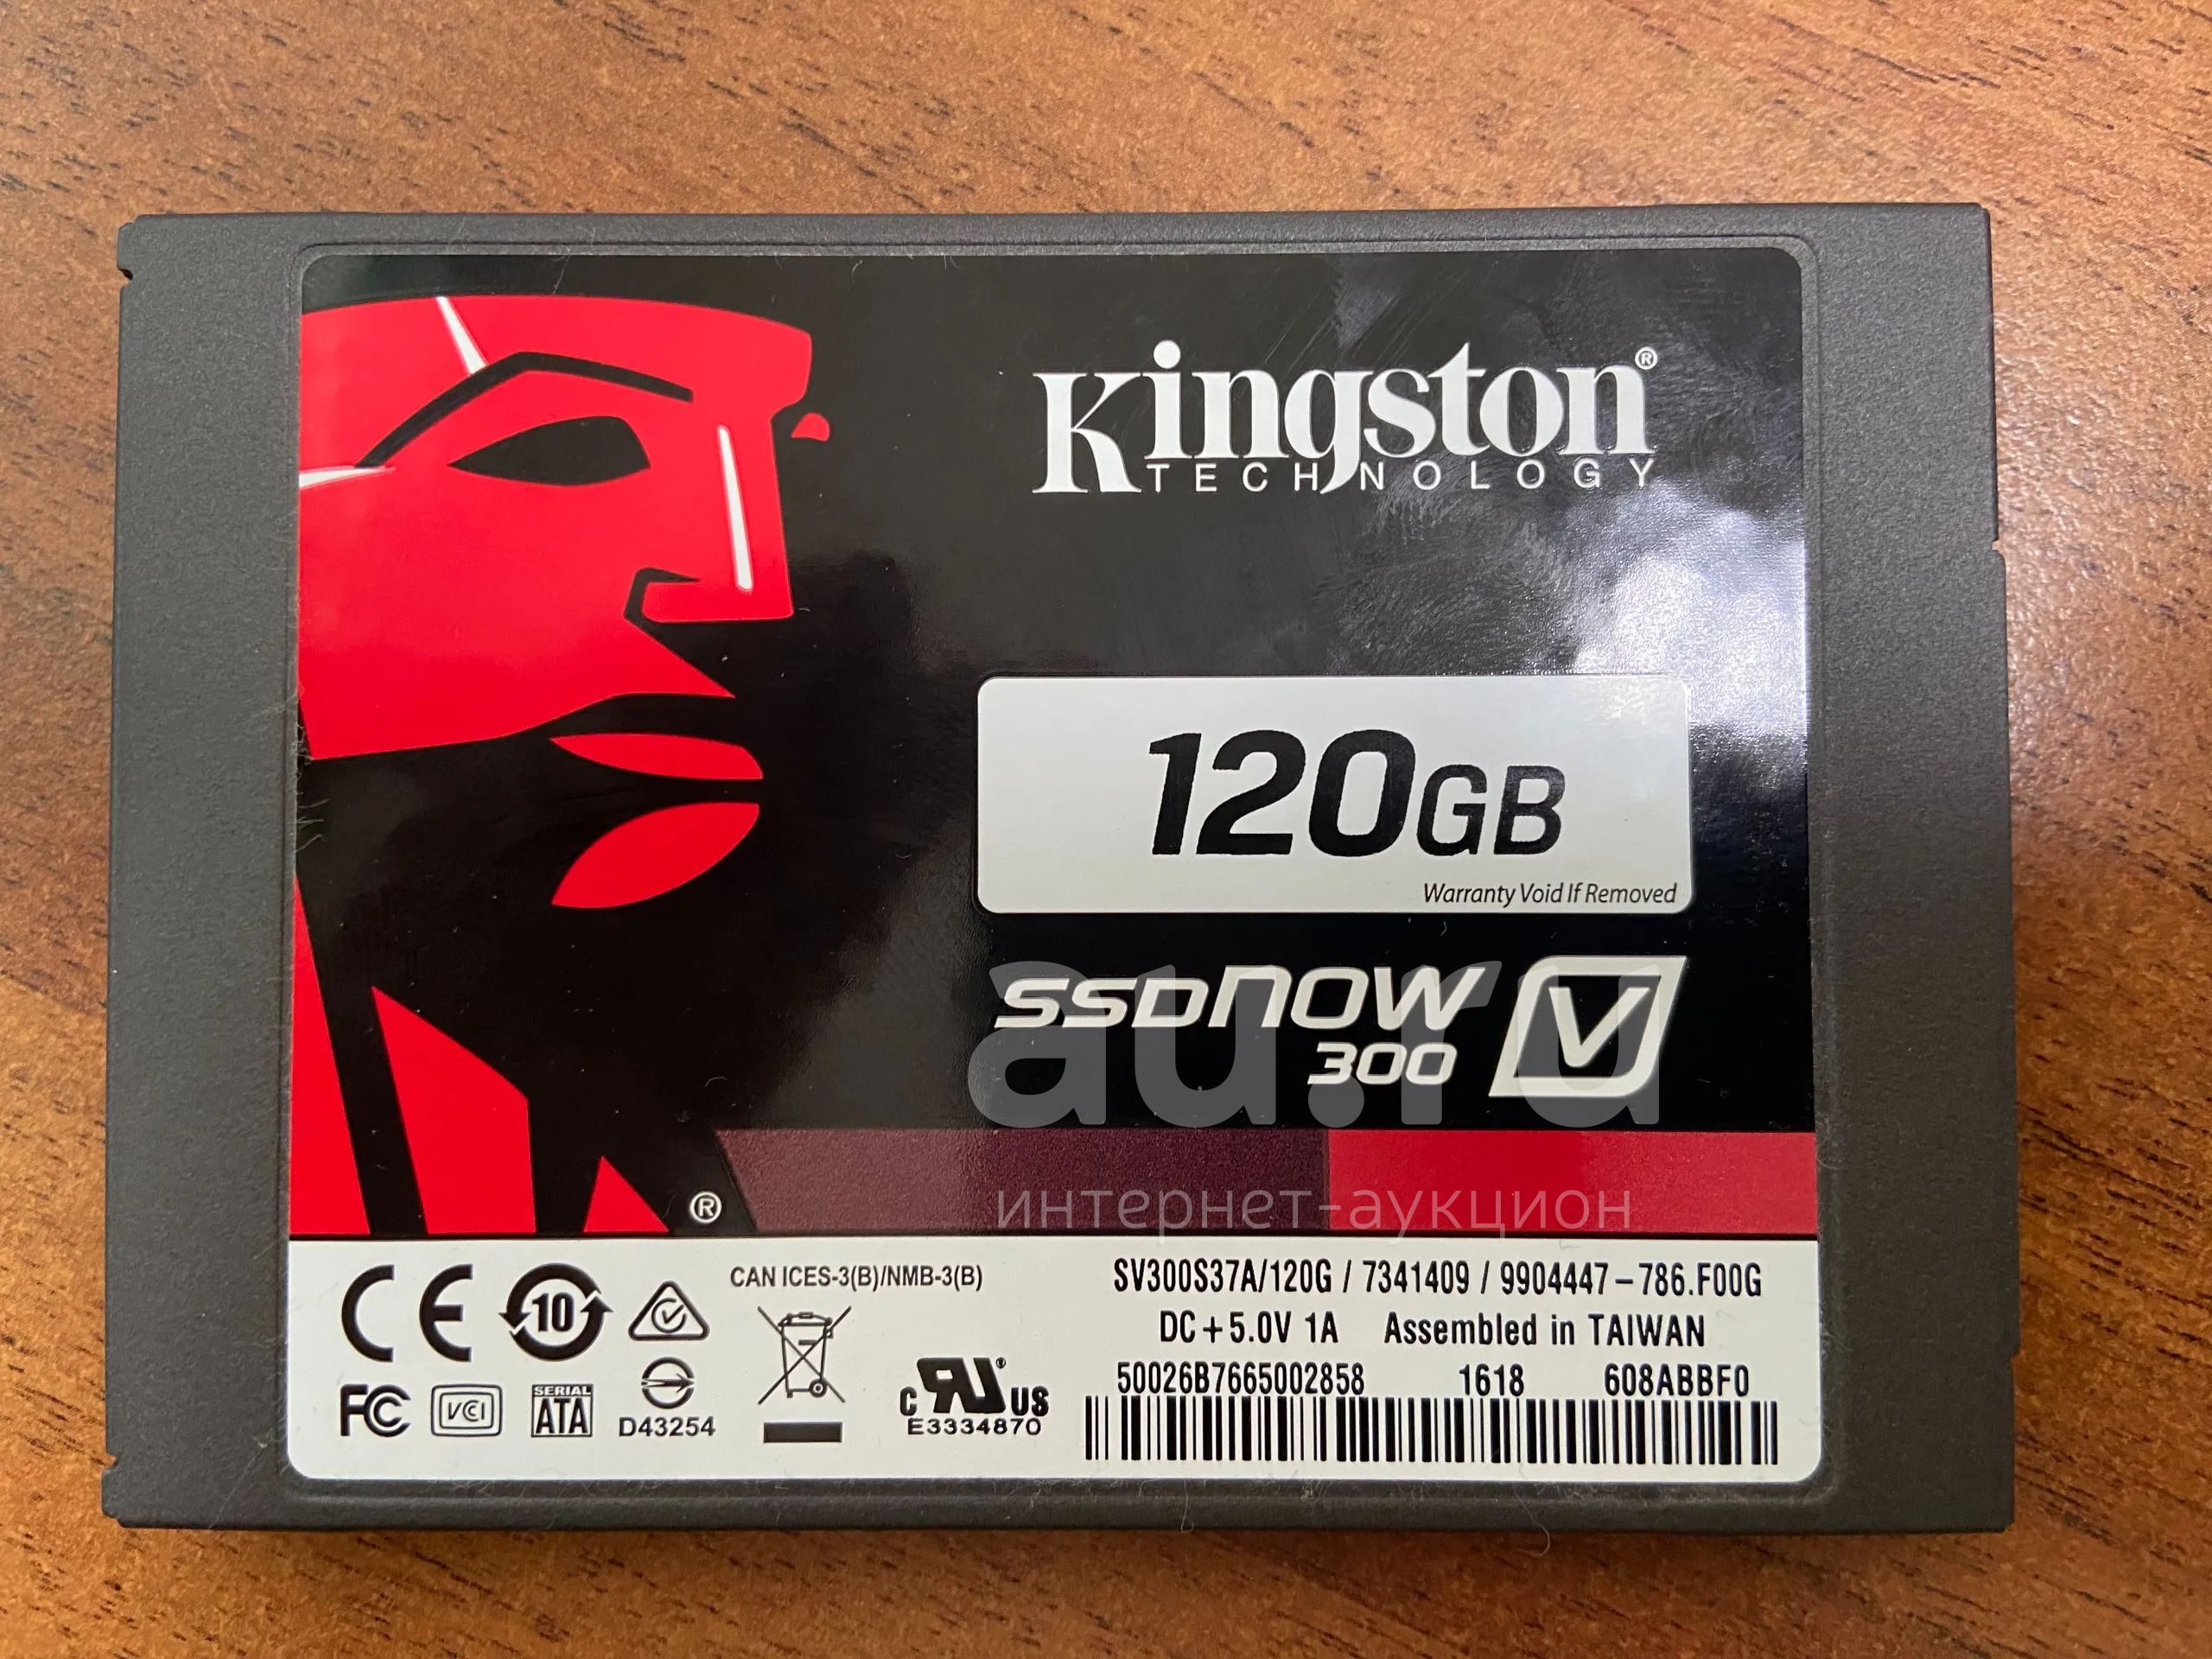 Kingston®
TECHNOLOGY
120GB
Warranty Void If Removed
SSDNOW V
300
au.ru
интернет-аукцион
®
CAN ICES-3(B)/NMB-3(B)
SV300S37A/120G / 7341409 / 9904447-786.F00G
DC+5.0V 1A Assembled in TAIWAN
50026B7665002858 1618 608ABBF0
CE 10
FC VCI SERIAL ATA D43254
c RU® US
E3334870